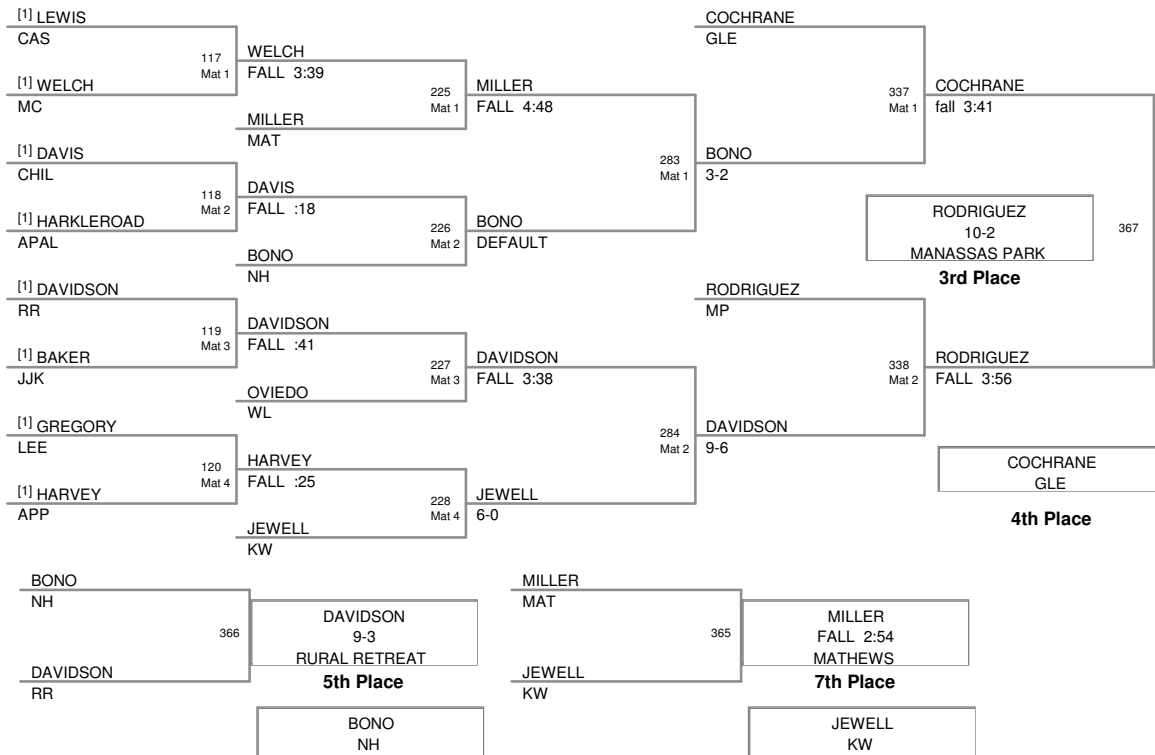 [1] LEWIS
CAS
117
Mat 1
[1] WELCH
MC
WELCH
FALL 3:39
225
Mat 1
MILLER
MAT
MILLER
FALL 4:48
[1] DAVIS
CHIL
118
Mat 2
[1] HARKLEROAD
APAL
DAVIS
FALL :18
226
Mat 2
BONO
NH
BONO
DEFAULT
283
Mat 1
BONO
3-2
COCHRANE
GLE
337
Mat 1
COCHRANE
fall 3:41
[1] DAVIDSON
RR
119
Mat 3
[1] BAKER
JJK
DAVIDSON
FALL :41
227
Mat 3
OVIEDO
WL
DAVIDSON
FALL 3:38
[1] GREGORY
LEE
120
Mat 4
[1] HARVEY
APP
HARVEY
FALL :25
228
Mat 4
JEWELL
KW
JEWELL
6-0
284
Mat 2
DAVIDSON
9-6
RODRIGUEZ
MP
338
Mat 2
RODRIGUEZ
FALL 3:56
367
RODRIGUEZ
10-2
MANASSAS PARK
3rd Place
COCHRANE
GLE
4th Place
BONO
NH
366
DAVIDSON
RR
DAVIDSON
9-3
RURAL RETREAT
5th Place
BONO
NH
MILLER
MAT
365
JEWELL
KW
MILLER
FALL 2:54
MATHEWS
7th Place
JEWELL
KW